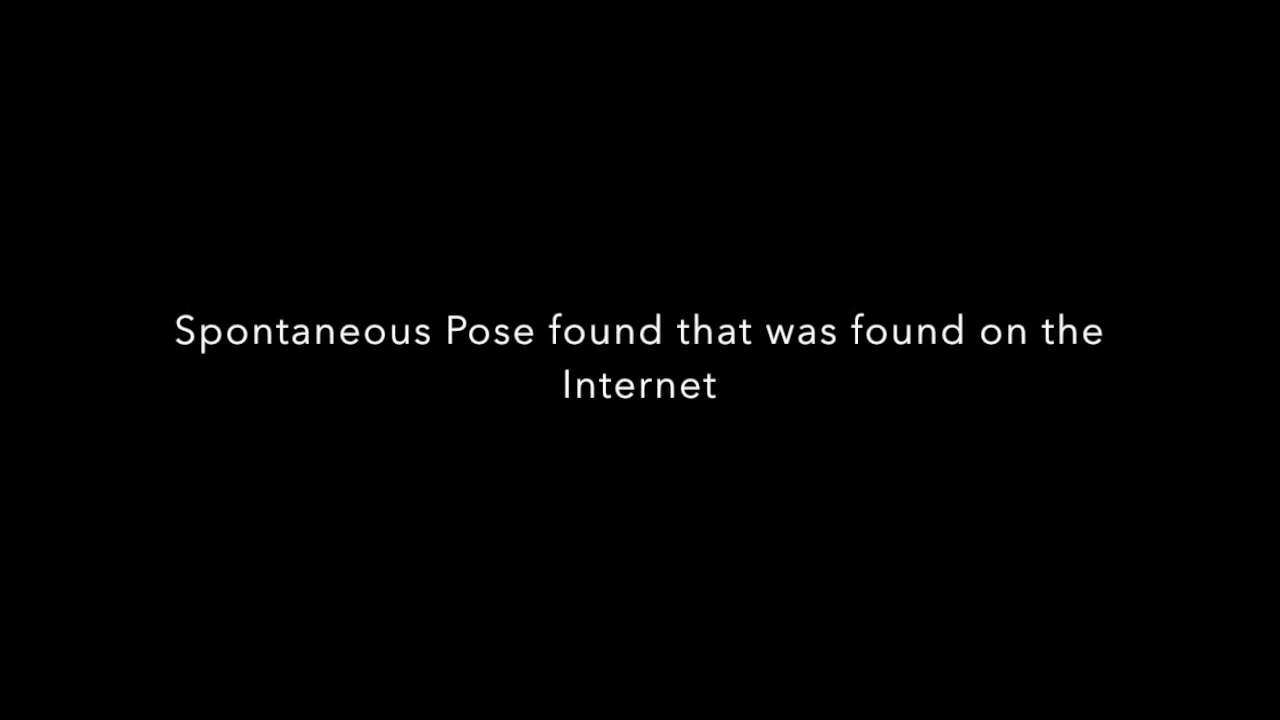 Spontaneous Pose found that was found on the
Internet